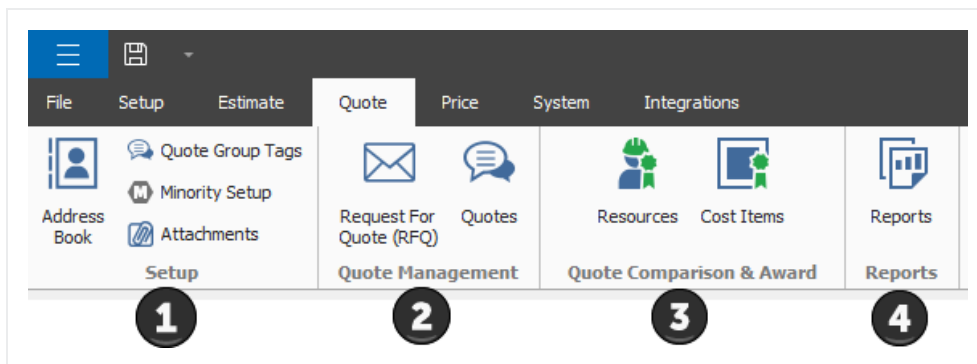 File Setup Estimate Quote Price System Integrations
Address
Book
Quote Group Tags
M Minority Setup
Attachments
Setup
Request For
Quote (RFQ)
Quotes
Quote Management
Resources
Cost Items
Quote Comparison & Award
Reports
Reports
1 2 3 4